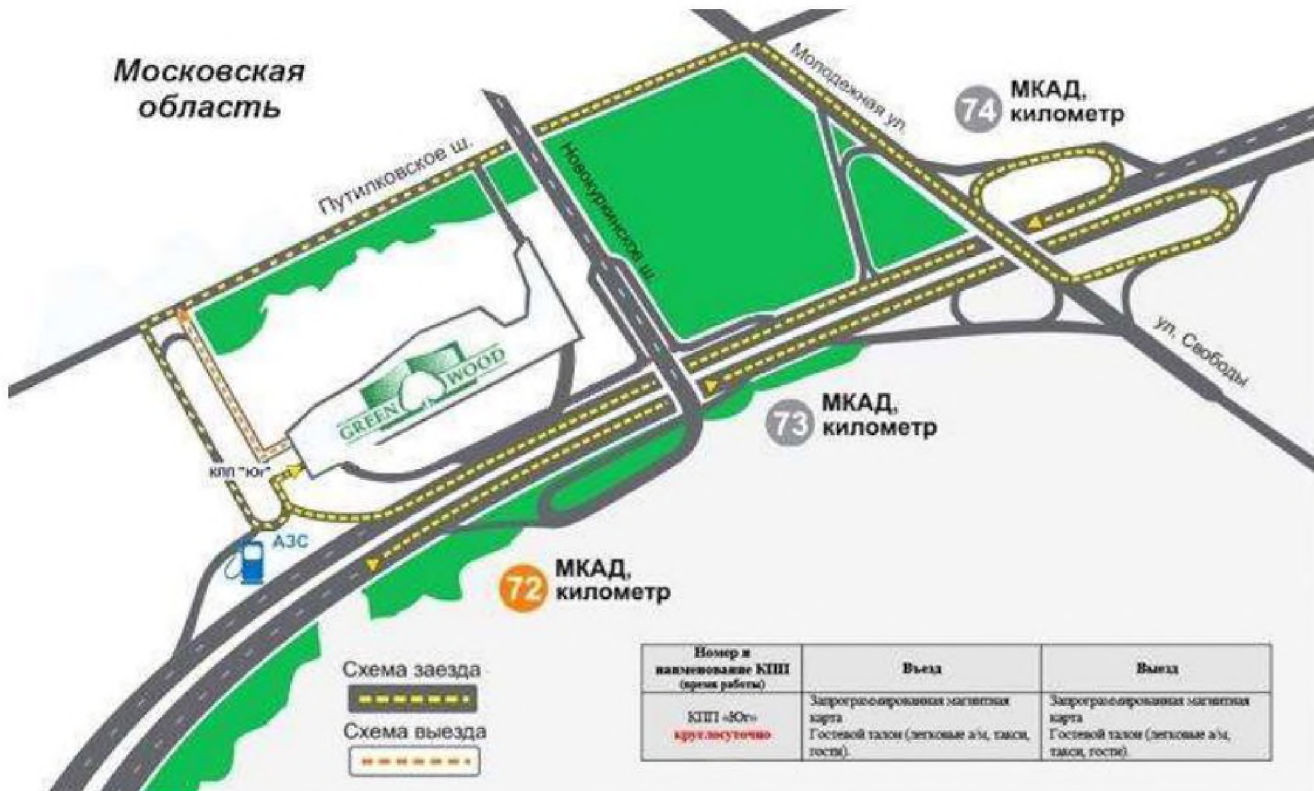 Московская
область
Молодежная ул.
74
МКАД,
километр
Путилковское ш.
Новокуркинское ш.
ул. Свободы
GREEN WOOD
73
МКАД,
километр
КПП "Юг"
АЗС
72
МКАД,
километр
Схема заезда
Схема выезда
Номер и
наименование КПП
(время работы)
Въезд
Выезд
КПП «Юг»
круглосуточно
Запрограммированная магнитная
карта
Гостевой талон (легковые а/м, такси,
гости).
Запрограммированная магнитная
карта
Гостевой талон (легковые а/м,
такси, гости).